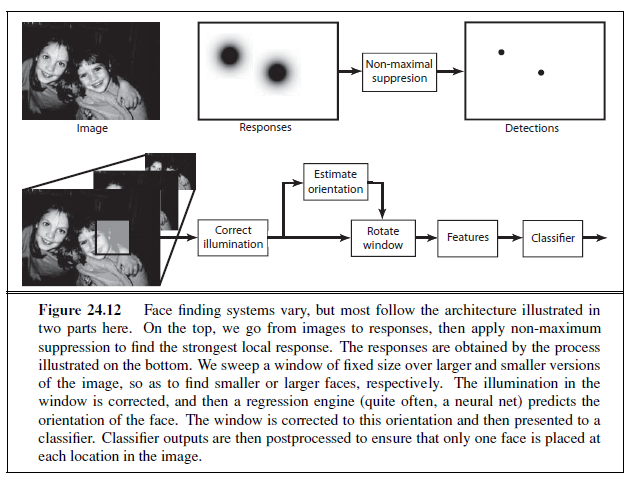 Non-maximal
suppresion
Image
Responses
Detections
Estimate
orientation
Correct
illumination
Rotate
window
Features
Classifier
Figure 24.12 Face finding systems vary, but most follow the architecture illustrated in
two parts here. On the top, we go from images to responses, then apply non-maximum
suppression to find the strongest local response. The responses are obtained by the process
illustrated on the bottom. We sweep a window of fixed size over larger and smaller versions
of the image, so as to find smaller or larger faces, respectively. The illumination in the
window is corrected, and then a regression engine (quite often, a neural net) predicts the
orientation of the face. The window is corrected to this orientation and then presented to a
classifier. Classifier outputs are then postprocessed to ensure that only one face is placed at
each location in the image.